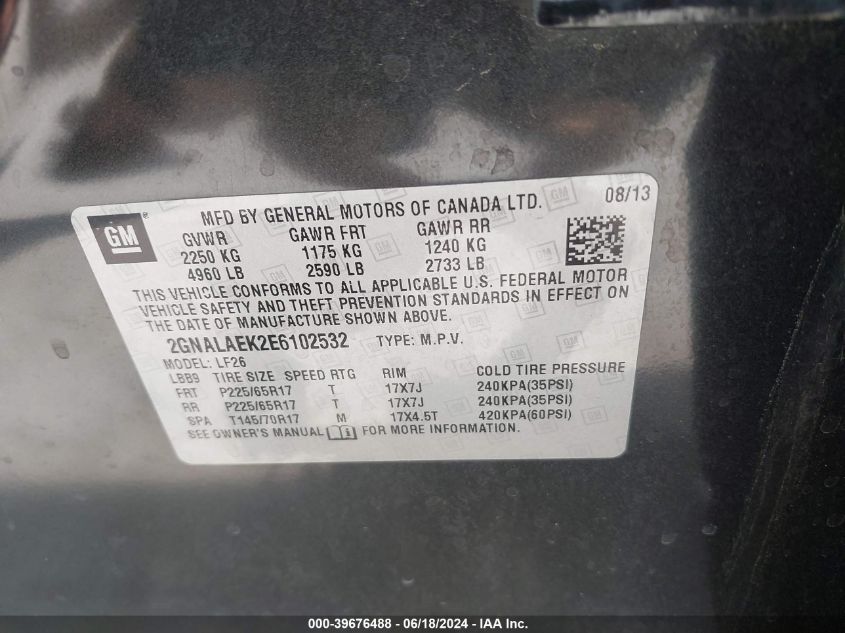 GM
MFD BY GENERAL MOTORS OF CANADA LTD. 08/13
GVWR GAWR FRT GAWR RR
2250 KG 1175 KG 1240 KG
4960 LB 2590 LB 2733 LB
THIS VEHICLE CONFORMS TO ALL APPLICABLE U.S. FEDERAL MOTOR
VEHICLE SAFETY AND THEFT PREVENTION STANDARDS IN EFFECT ON
THE DATE OF MANUFACTURE SHOWN ABOVE.
2GNALAEK2E6102532 TYPE: M.P.V.
MODEL: LF26
LBB9 TIRE SIZE SPEED RTG RIM COLD TIRE PRESSURE
FRT P225/65R17 T 17X7J 240KPA(35PSI)
RR P225/65R17 T 17X7J 240KPA(35PSI)
SPA T145/70R17 M 17X4.5T 420KPA(60PSI)
SEE OWNER'S MANUAL FOR MORE INFORMATION.
000-39676488 - 06/18/2024 - IAA Inc.